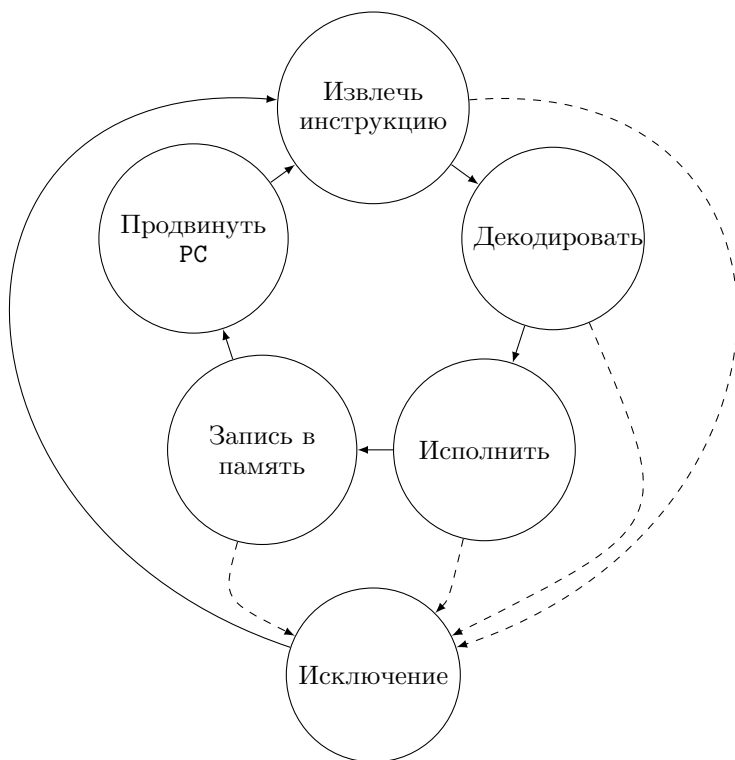 Извлечь
инструкцию
Продвинуть
PC
Декодировать
Запись в
память
Исполнить
Исключение